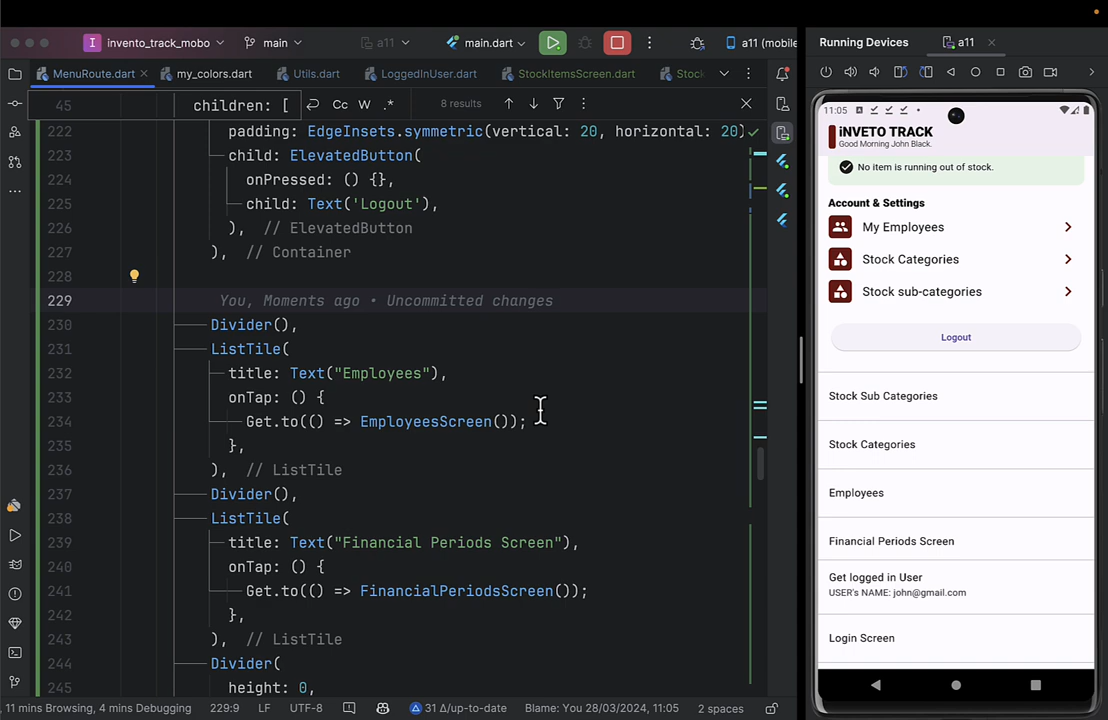 invento_track_mobo
main
a11
main.dart
a11 (mobile
Running Devices
a11
MenuRoute.dart
my_colors.dart
Utils.dart
LoggedInUser.dart
StockItemsScreen.dart
Stock
45
children: [
Cc
W
.*
8 results
222 padding: EdgeInsets.symmetric(vertical: 20, horizontal: 20)
223 child: ElevatedButton(
224 onPressed: () {},
225 child: Text('Logout'),
226 ), // ElevatedButton
227 ), // Container
228
229 You, Moments ago • Uncommitted changes
230 Divider(),
231 ListTile(
232 title: Text("Employees"),
233 onTap: () {
234 Get.to(() => EmployeesScreen());
235 },
236 ), // ListTile
237 Divider(),
238 ListTile(
239 title: Text("Financial Periods Screen"),
240 onTap: () {
241 Get.to(() => FinancialPeriodsScreen());
242 },
243 ), // ListTile
244 Divider(
245 height: 0,
11 mins Browsing, 4 mins Debugging
229:9
LF
UTF-8
31 Δ/up-to-date
Blame: You 28/03/2024, 11:05
2 spaces
11:05
iNVETO TRACK
Good Morning John Black.
No item is running out of stock.
Account & Settings
My Employees
Stock Categories
Stock sub-categories
Logout
Stock Sub Categories
Stock Categories
Employees
Financial Periods Screen
Get logged in User
USER's NAME: john@gmail.com
Login Screen